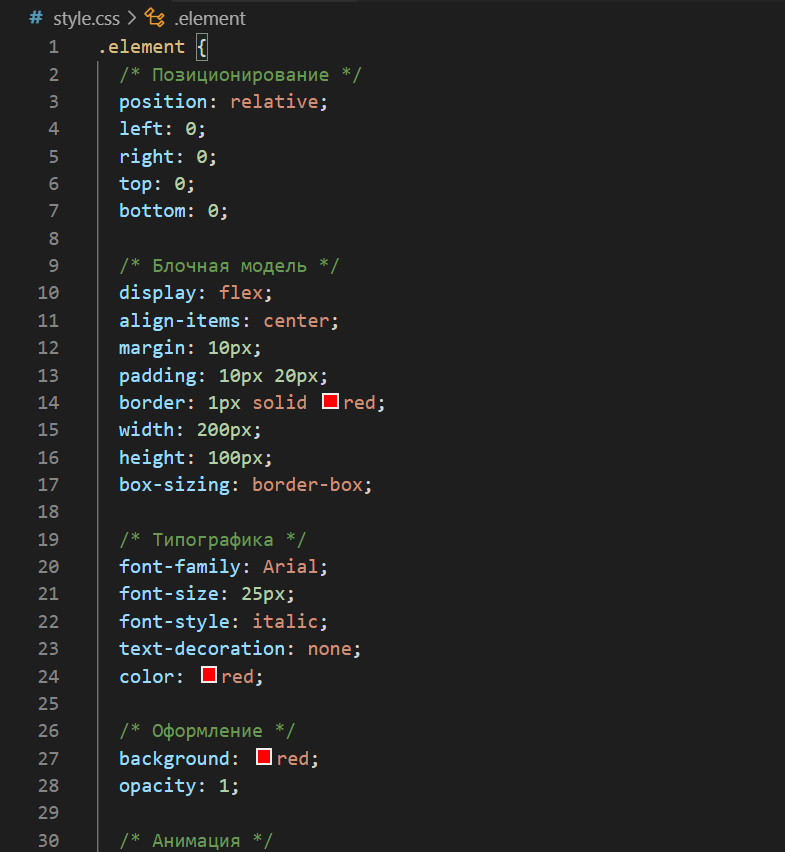 # style.css > .element
1 .element {
2 /* Позиционирование */
3 position: relative;
4 left: 0;
5 right: 0;
6 top: 0;
7 bottom: 0;
8
9 /* Блочная модель */
10 display: flex;
11 align-items: center;
12 margin: 10px;
13 padding: 10px 20px;
14 border: 1px solid red;
15 width: 200px;
16 height: 100px;
17 box-sizing: border-box;
18
19 /* Типографика */
20 font-family: Arial;
21 font-size: 25px;
22 font-style: italic;
23 text-decoration: none;
24 color: red;
25
26 /* Оформление */
27 background: red;
28 opacity: 1;
29
30 /* Анимация */